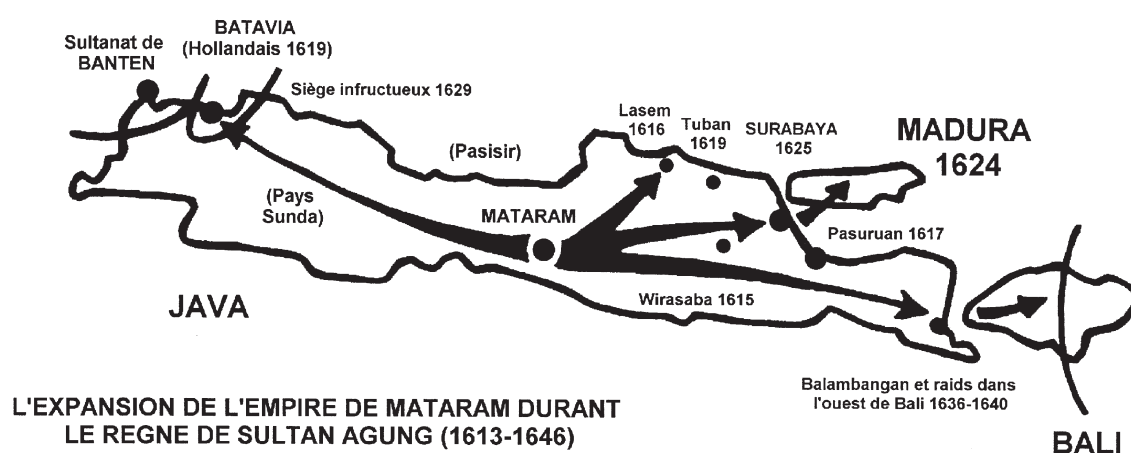 Sultanat de
BANTEN
BATAVIA
(Hollandais 1619)
Siège infructueux 1629
(Pasisir)
Lasem
1616
Tuban
1619
SURABAYA
1625
MADURA
1624
(Pays
Sunda)
MATARAM
Pasuruan 1617
Wirasaba 1615
JAVA
Balambangan et raids dans
l'ouest de Bali 1636-1640
BALI
L'EXPANSION DE L'EMPIRE DE MATARAM DURANT
LE REGNE DE SULTAN AGUNG (1613-1646)